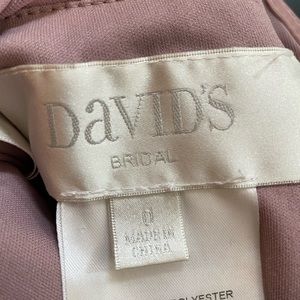 DaVID'S
BRIDAL
0
MADE IN
CHINA
POLYESTER